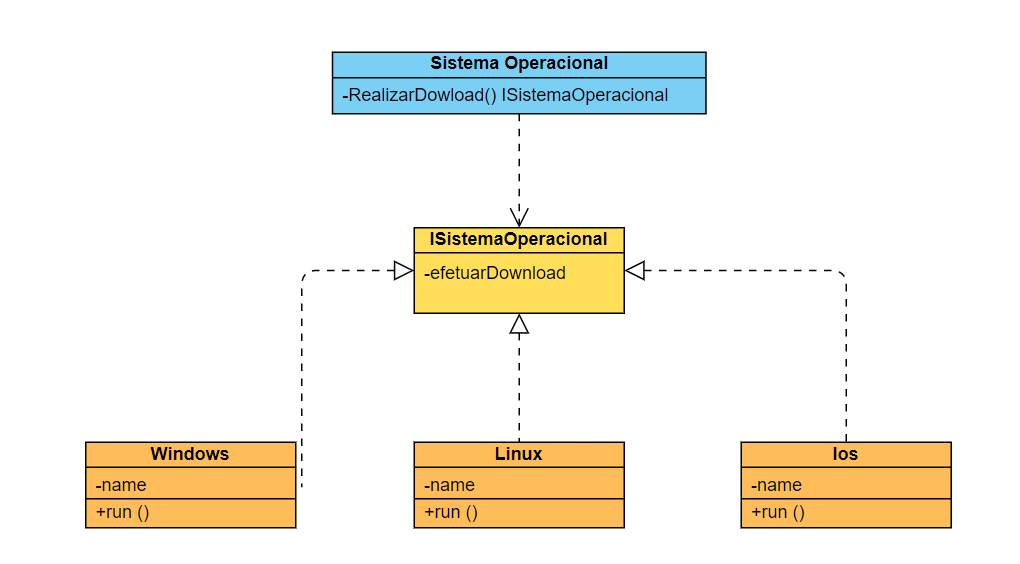 Sistema Operacional
-RealizarDowload() ISistemaOperacional
ISistemaOperacional
-efetuarDownload
Windows
-name
+run ()
Linux
-name
+run ()
Ios
-name
+run ()